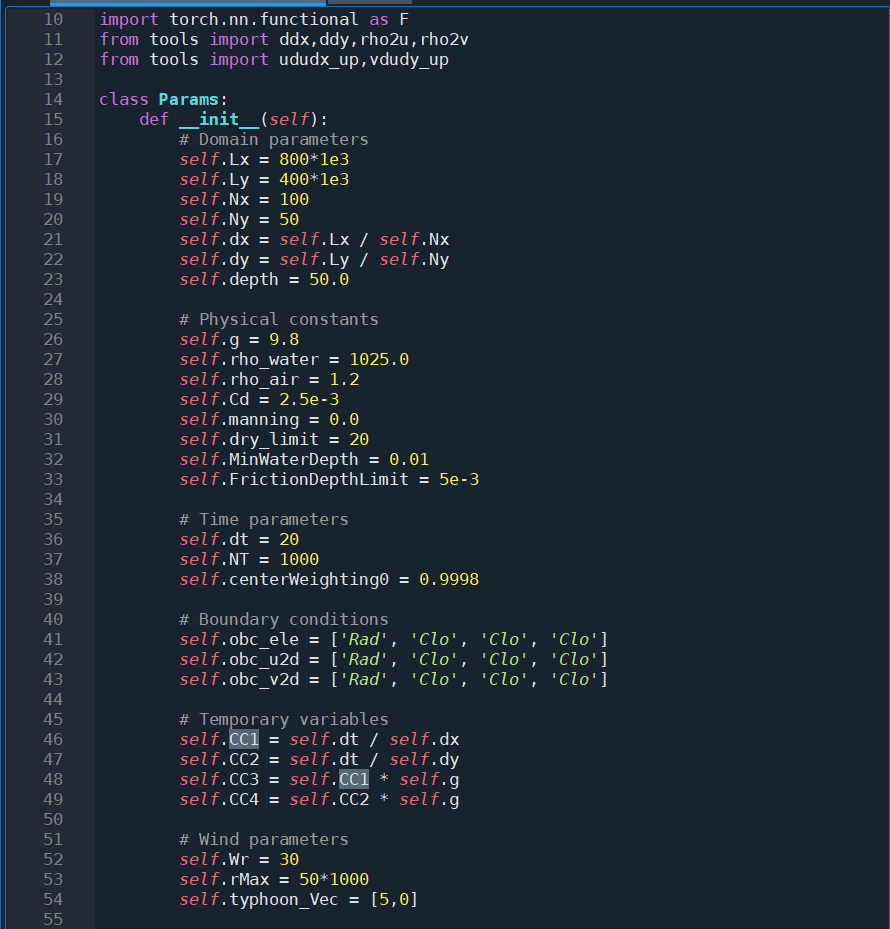 10 import torch.nn.functional as F
11 from tools import ddx,ddy,rho2u,rho2v
12 from tools import ududx_up,vdudy_up
13
14 class Params:
15     def __init__(self):
16         # Domain parameters
17         self.Lx = 800*1e3
18         self.Ly = 400*1e3
19         self.Nx = 100
20         self.Ny = 50
21         self.dx = self.Lx / self.Nx
22         self.dy = self.Ly / self.Ny
23         self.depth = 50.0
24
25         # Physical constants
26         self.g = 9.8
27         self.rho_water = 1025.0
28         self.rho_air = 1.2
29         self.Cd = 2.5e-3
30         self.manning = 0.0
31         self.dry_limit = 20
32         self.MinWaterDepth = 0.01
33         self.FrictionDepthLimit = 5e-3
34
35         # Time parameters
36         self.dt = 20
37         self.NT = 1000
38         self.centerWeighting0 = 0.9998
39
40         # Boundary conditions
41         self.obc_ele = ['Rad', 'Clo', 'Clo', 'Clo']
42         self.obc_u2d = ['Rad', 'Clo', 'Clo', 'Clo']
43         self.obc_v2d = ['Rad', 'Clo', 'Clo', 'Clo']
44
45         # Temporary variables
46         self.CC1 = self.dt / self.dx
47         self.CC2 = self.dt / self.dy
48         self.CC3 = self.CC1 * self.g
49         self.CC4 = self.CC2 * self.g
50
51         # Wind parameters
52         self.Wr = 30
53         self.rMax = 50*1000
54         self.typhoon_Vec = [5,0]
55